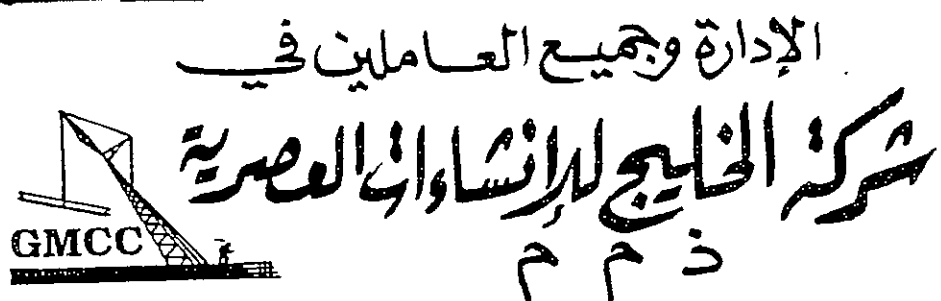 الإدارة وجميع العاملين في
شركة الخليج للإنشاءات العصرية
ذ م م
GMCC